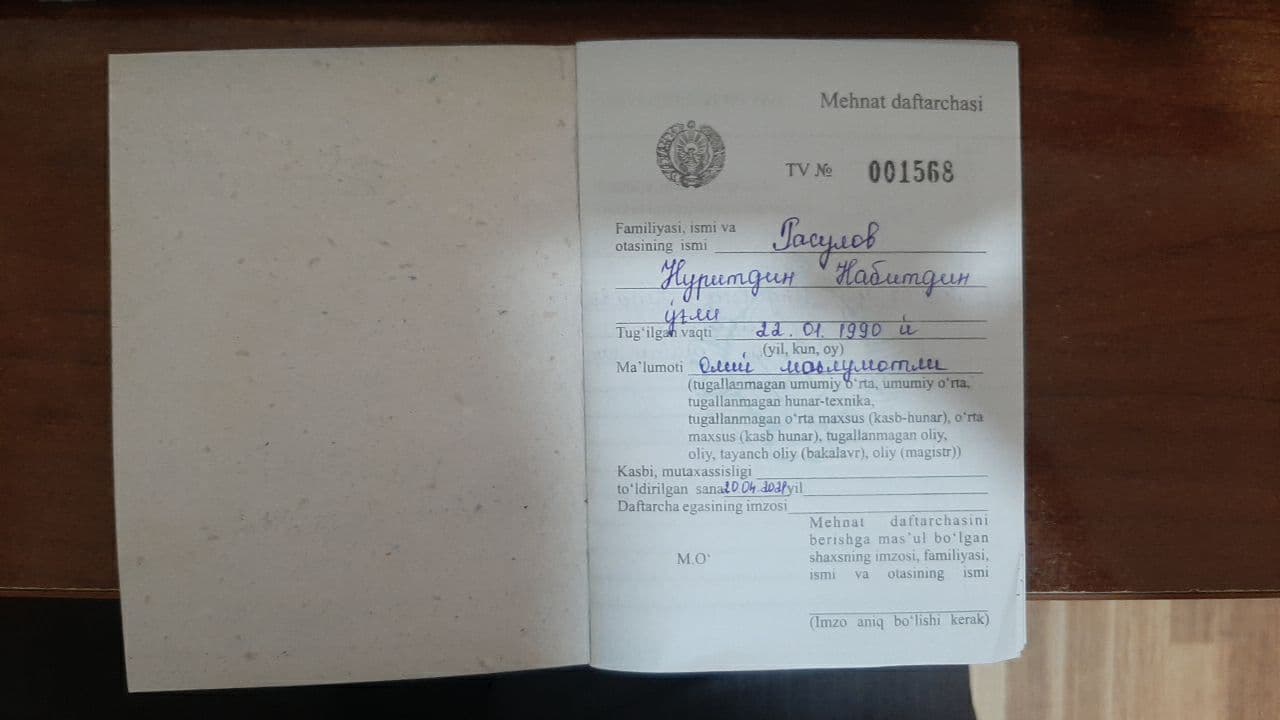 Mehnat daftarchasi
TV № 001568
Familiyasi, ismi va
otasining ismi Расулов
Нуритдин Набитдин
ўғли
Tug‘ilgan vaqti 22.01.1990 й
(yil, kun, oy)
Ma’lumoti Олий маълумотли
(tugallanmagan umumiy o‘rta, umumiy o‘rta,
tugallanmagan hunar-texnika,
tugallanmagan o‘rta maxsus (kasb-hunar), o‘rta
maxsus (kasb hunar), tugallanmagan oliy,
oliy, tayanch oliy (bakalavr), oliy (magistr))
Kasbi, mutaxassisligi
to‘ldirilgan sana 20.04.2021 yil
Daftarcha egasining imzosi
Mehnat daftarchasini
berishga mas’ul bo‘lgan
shaxsning imzosi, familiyasi,
ismi va otasining ismi
M.O‘
(Imzo aniq bo‘lishi kerak)